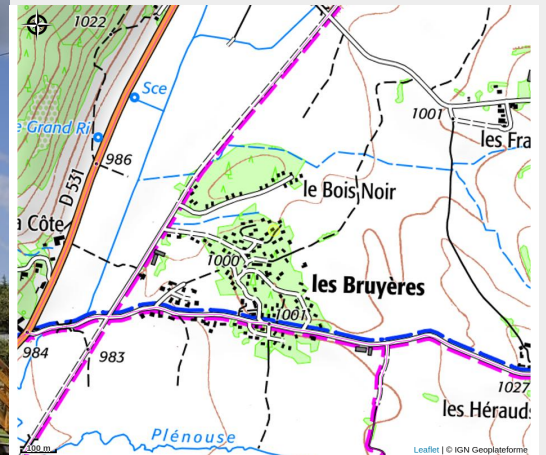 1022
Sce
e Grand Ri
1001
les Fra
986
D 531
le Bois Noir
a Côte
1000
les Bruyères
1001
984
983
1027
les Hérauds
Plénouse
100 m
Leaflet | © IGN Geoplateforme